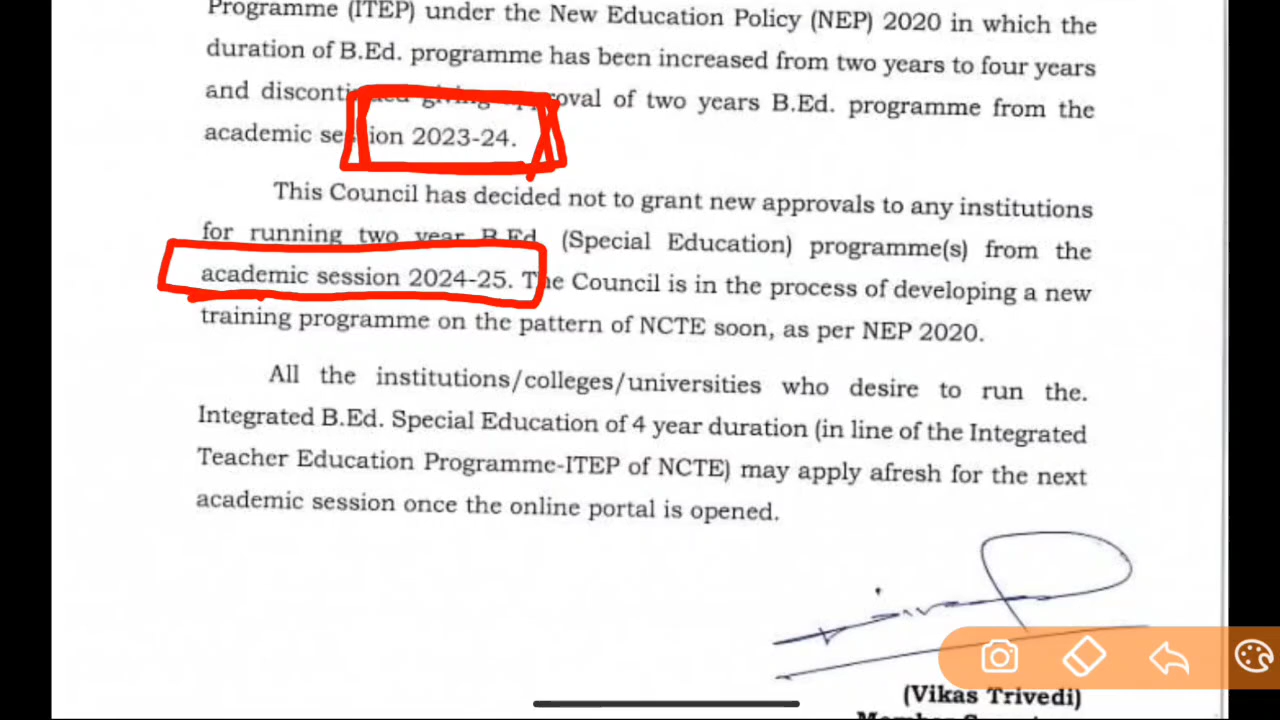 Programme (ITEP) under the New Education Policy (NEP) 2020 in which the
duration of B.Ed. programme has been increased from two years to four years
and discontinued giving approval of two years B.Ed. programme from the
academic session 2023-24.
This Council has decided not to grant new approvals to any institutions
for running two year B.Ed. (Special Education) programme(s) from the
academic session 2024-25. The Council is in the process of developing a new
training programme on the pattern of NCTE soon, as per NEP 2020.
All the institutions/colleges/universities who desire to run the.
Integrated B.Ed. Special Education of 4 year duration (in line of the Integrated
Teacher Education Programme-ITEP of NCTE) may apply afresh for the next
academic session once the online portal is opened.
(Vikas Trivedi)